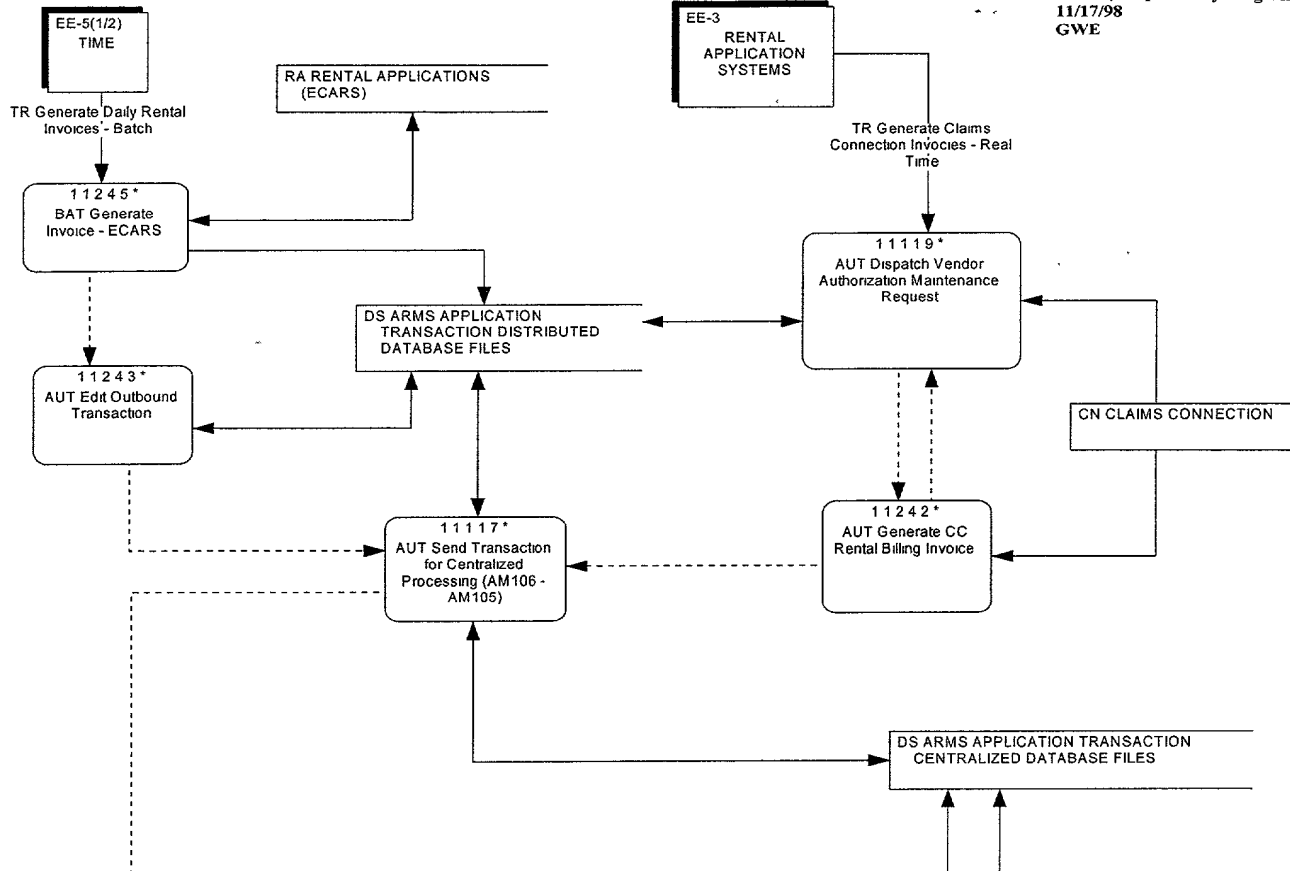 11/17/98
GWE
EE-5(1/2)
TIME
EE-3
RENTAL
APPLICATION
SYSTEMS
RA RENTAL APPLICATIONS
(ECARS)
TR Generate Daily Rental
Invoices - Batch
TR Generate Claims
Connection Invocies - Real
Time
11245*
BAT Generate
Invoice - ECARS
11119*
AUT Dispatch Vendor
Authorization Maintenance
Request
DS ARMS APPLICATION
TRANSACTION DISTRIBUTED
DATABASE FILES
11243*
AUT Edit Outbound
Transaction
CN CLAIMS CONNECTION
11117*
AUT Send Transaction
for Centralized
Processing (AM106 -
AM105)
11242*
AUT Generate CC
Rental Billing Invoice
DS ARMS APPLICATION TRANSACTION
CENTRALIZED DATABASE FILES